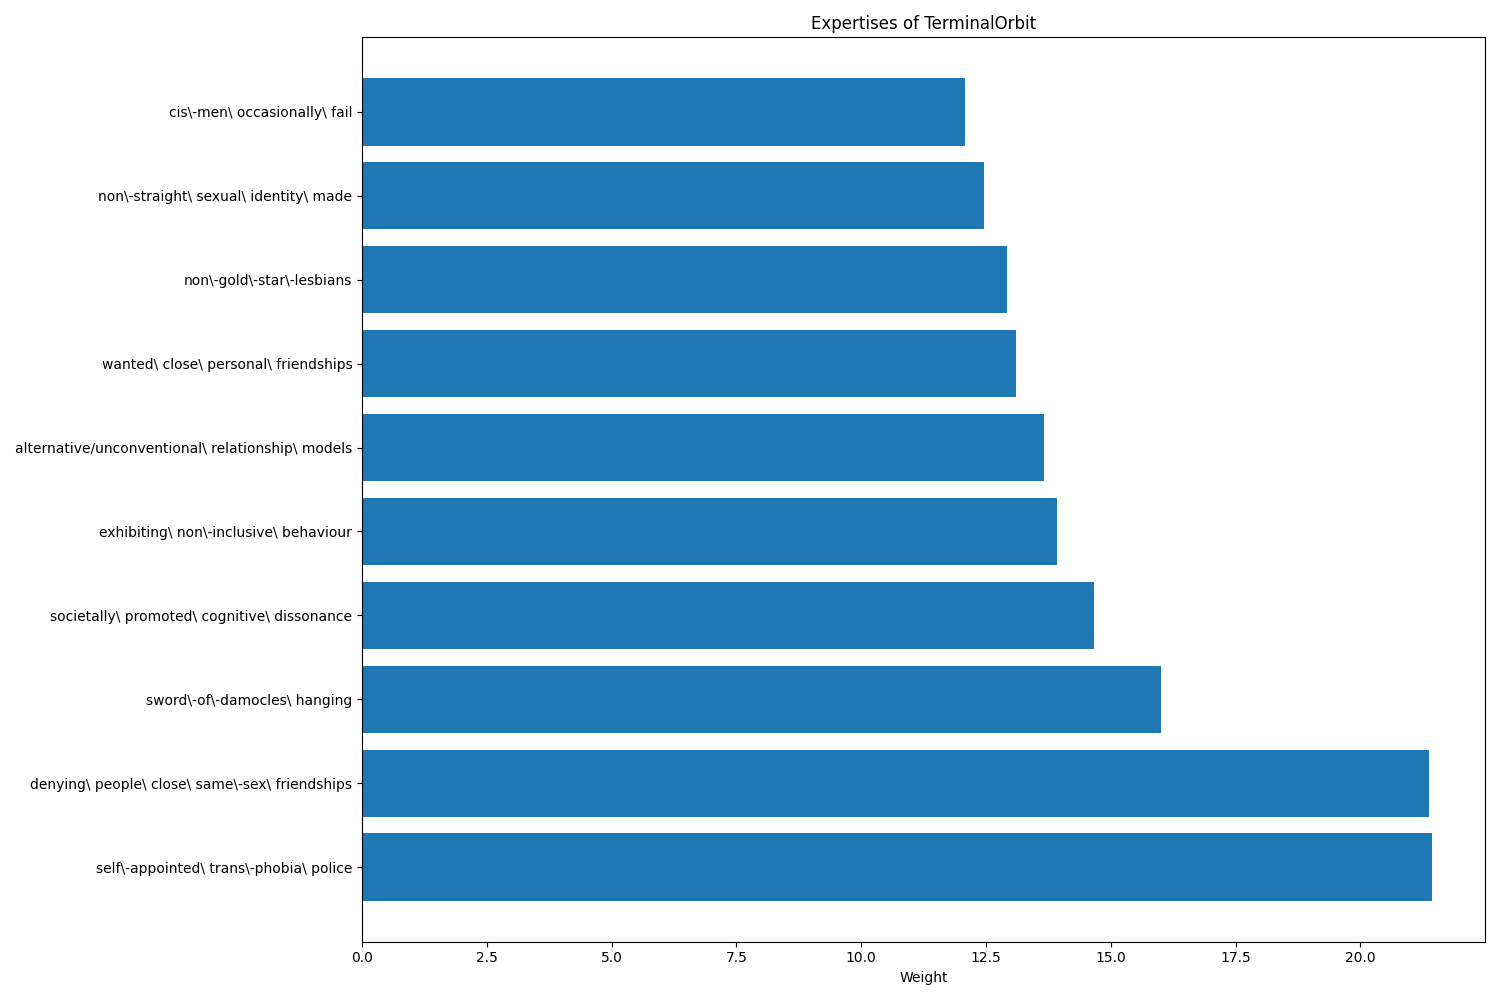 Expertises of TerminalOrbit
cis\-men\ occasionally\ fail
non\-straight\ sexual\ identity\ made
non\-gold\-star\-lesbians
wanted\ close\ personal\ friendships
alternative/unconventional\ relationship\ models
exhibiting\ non\-inclusive\ behaviour
societally\ promoted\ cognitive\ dissonance
sword\-of\-damocles\ hanging
denying\ people\ close\ same\-sex\ friendships
self\-appointed\ trans\-phobia\ police
0.0 2.5 5.0 7.5 10.0 12.5 15.0 17.5 20.0
Weight